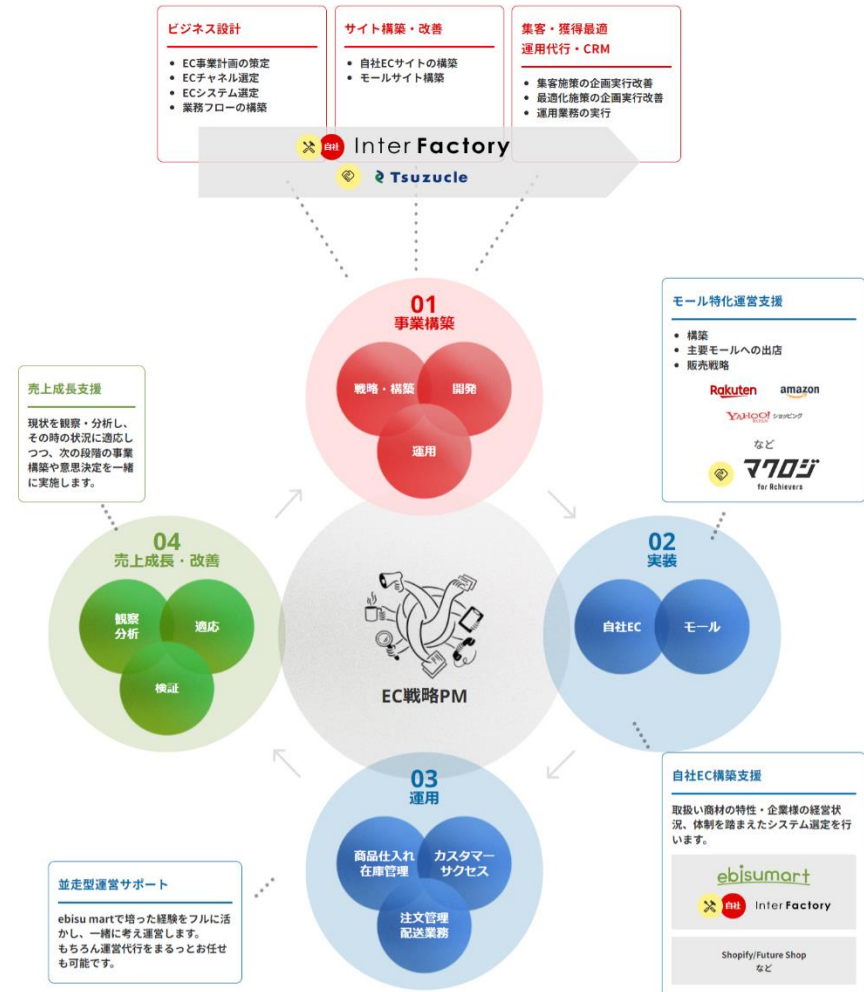 ビジネス設計
• EC事業計画の策定
• ECチャネル選定
• ECシステム選定
• 業務フローの構築
サイト構築・改善
• 自社ECサイトの構築
• モールサイト構築
集客・獲得最適
運用代行・CRM
• 集客施策の企画実行改善
• 最適化施策の企画実行改善
• 運用業務の実行
自社 Inter Factory
Tsuzucle
01
事業構築
戦略・構築
開発
運用
モール特化運営支援
• 構築
• 主要モールへの出店
• 販売戦略
Rakuten amazon
YAHOO! JAPAN ショッピング
など
マクロジ
for Achievers
売上成長支援
現状を観察・分析し、
その時の状況に適応し
つつ、次の段階の事業
構築や意思決定を一緒
に実施します。
04
売上成長・改善
観察
分析
適応
検証
EC戦略PM
02
実装
自社EC
モール
03
運用
商品仕入れ
在庫管理
カスタマー
サクセス
注文管理
配送業務
並走型運営サポート
ebisu martで培った経験をフルに活
かし、一緒に考え運営します。
もちろん運営代行をまるっとお任せ
も可能です。
自社EC構築支援
取扱い商材の特性・企業様の経営状
況、体制を踏まえたシステム選定を行
います。
ebisumart
自社 Inter Factory
Shopify/Future Shop
など